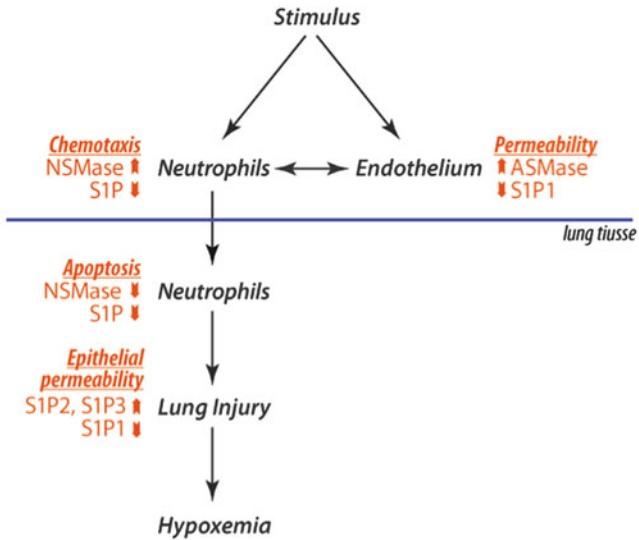 Stimulus
Chemotaxis
NSMase ⬆
S1P ⬇
Neutrophils
Endothelium
Permeability
⬆ ASMase
⬇ S1P1
lung tiusse
Apoptosis
NSMase ⬇
S1P ⬇
Neutrophils
Epithelial
permeability
S1P2, S1P3 ⬆
S1P1 ⬇
Lung Injury
Hypoxemia